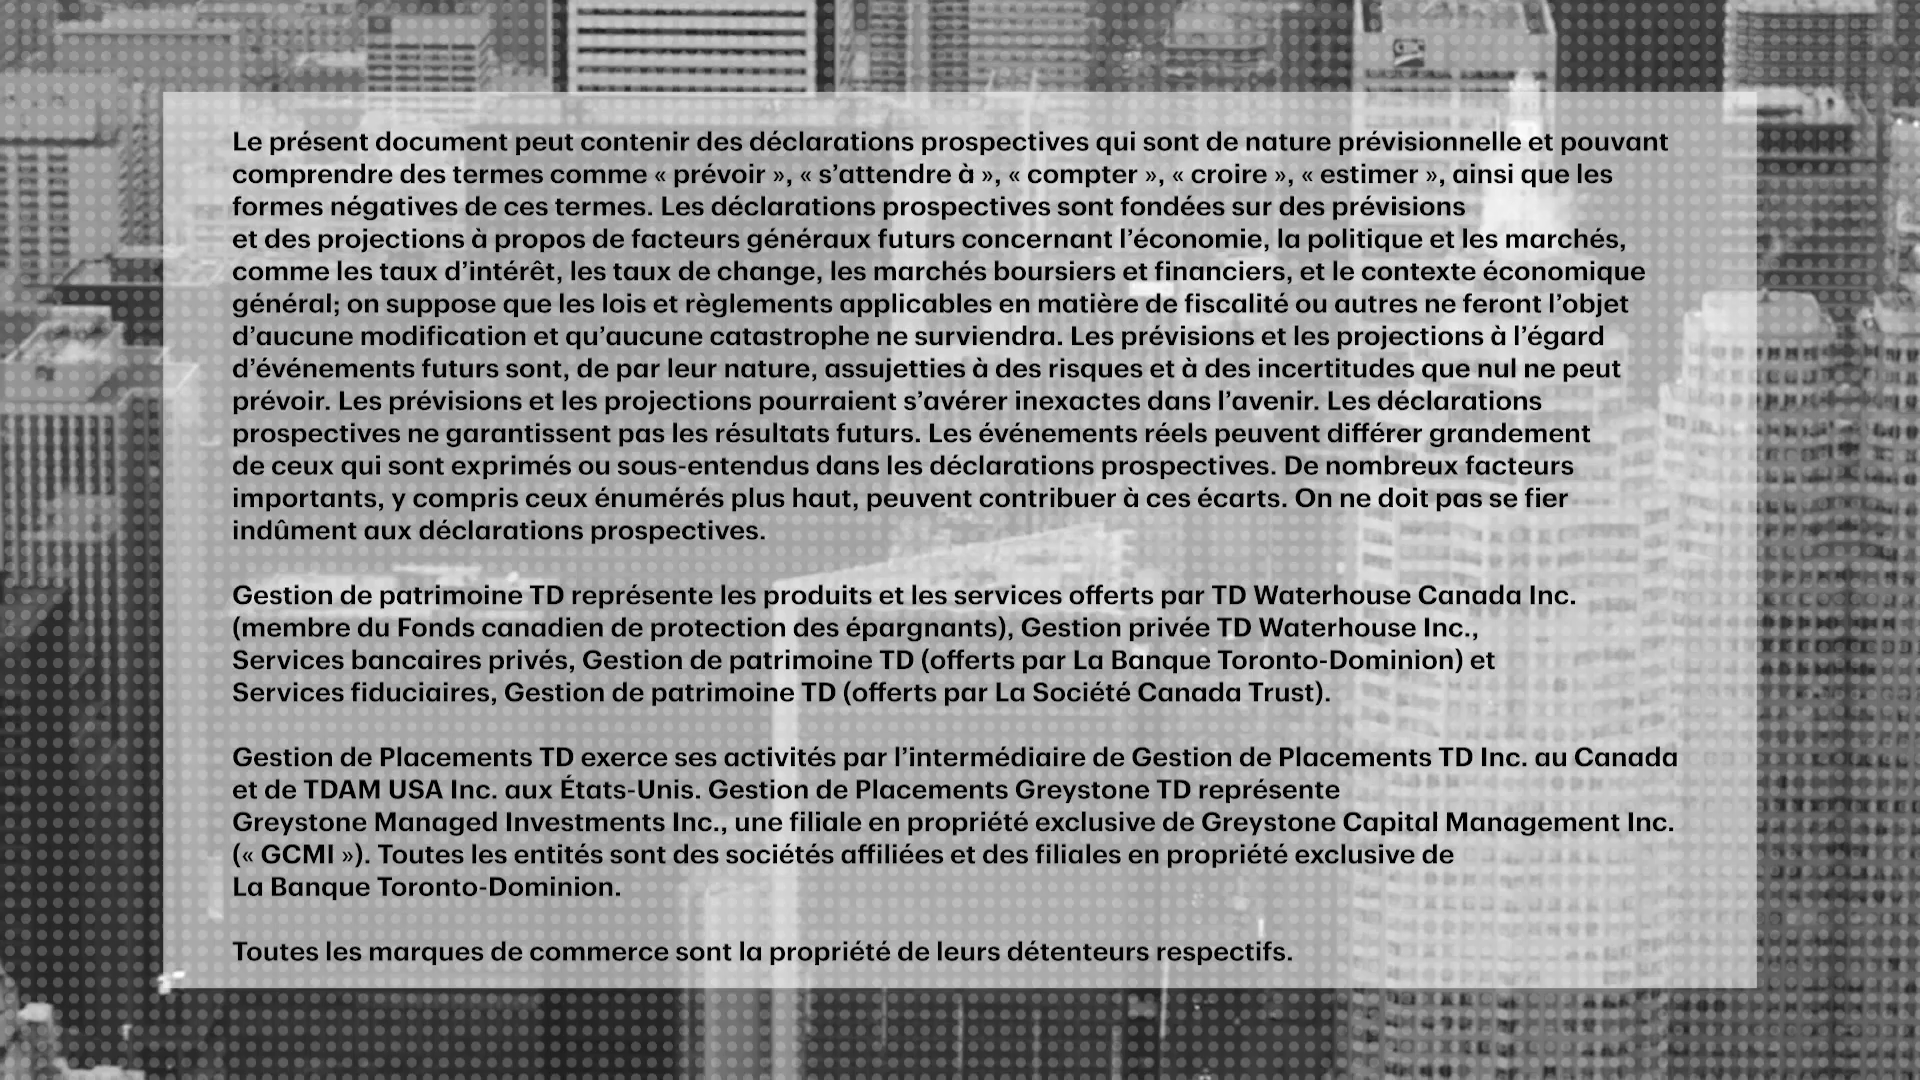 Le présent document peut contenir des déclarations prospectives qui sont de nature prévisionnelle et pouvant
comprendre des termes comme « prévoir », « s’attendre à », « compter », « croire », « estimer », ainsi que les
formes négatives de ces termes. Les déclarations prospectives sont fondées sur des prévisions
et des projections à propos de facteurs généraux futurs concernant l’économie, la politique et les marchés,
comme les taux d’intérêt, les taux de change, les marchés boursiers et financiers, et le contexte économique
général; on suppose que les lois et règlements applicables en matière de fiscalité ou autres ne feront l’objet
d’aucune modification et qu’aucune catastrophe ne surviendra. Les prévisions et les projections à l’égard
d’événements futurs sont, de par leur nature, assujetties à des risques et à des incertitudes que nul ne peut
prévoir. Les prévisions et les projections pourraient s’avérer inexactes dans l’avenir. Les déclarations
prospectives ne garantissent pas les résultats futurs. Les événements réels peuvent différer grandement
de ceux qui sont exprimés ou sous-entendus dans les déclarations prospectives. De nombreux facteurs
importants, y compris ceux énumérés plus haut, peuvent contribuer à ces écarts. On ne doit pas se fier
indûment aux déclarations prospectives.
Gestion de patrimoine TD représente les produits et les services offerts par TD Waterhouse Canada Inc.
(membre du Fonds canadien de protection des épargnants), Gestion privée TD Waterhouse Inc.,
Services bancaires privés, Gestion de patrimoine TD (offerts par La Banque Toronto-Dominion) et
Services fiduciaires, Gestion de patrimoine TD (offerts par La Société Canada Trust).
Gestion de Placements TD exerce ses activités par l’intermédiaire de Gestion de Placements TD Inc. au Canada
et de TDAM USA Inc. aux États-Unis. Gestion de Placements Greystone TD représente
Greystone Managed Investments Inc., une filiale en propriété exclusive de Greystone Capital Management Inc.
(« GCMI »). Toutes les entités sont des sociétés affiliées et des filiales en propriété exclusive de
La Banque Toronto-Dominion.
Toutes les marques de commerce sont la propriété de leurs détenteurs respectifs.